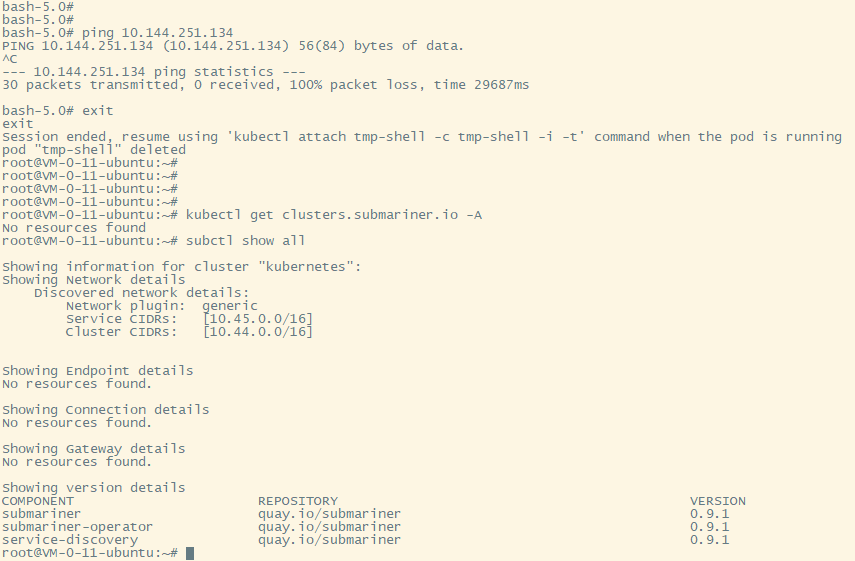 bash-5.0#
bash-5.0#
bash-5.0# ping 10.144.251.134
PING 10.144.251.134 (10.144.251.134) 56(84) bytes of data.
^C
--- 10.144.251.134 ping statistics ---
30 packets transmitted, 0 received, 100% packet loss, time 29687ms
bash-5.0# exit
exit
Session ended, resume using 'kubectl attach tmp-shell -c tmp-shell -i -t' command when the pod is running
pod "tmp-shell" deleted
root@VM-0-11-ubuntu:~#
root@VM-0-11-ubuntu:~#
root@VM-0-11-ubuntu:~#
root@VM-0-11-ubuntu:~#
root@VM-0-11-ubuntu:~# kubectl get clusters.submariner.io -A
No resources found
root@VM-0-11-ubuntu:~# subctl show all
Showing information for cluster "kubernetes":
Showing Network details
    Discovered network details:
        Network plugin:  generic
        Service CIDRs:   [10.45.0.0/16]
        Cluster CIDRs:   [10.44.0.0/16]
Showing Endpoint details
No resources found.
Showing Connection details
No resources found.
Showing Gateway details
No resources found.
Showing version details
COMPONENT                       REPOSITORY                                            VERSION
submariner                      quay.io/submariner                                    0.9.1
submariner-operator             quay.io/submariner                                    0.9.1
service-discovery               quay.io/submariner                                    0.9.1
root@VM-0-11-ubuntu:~#